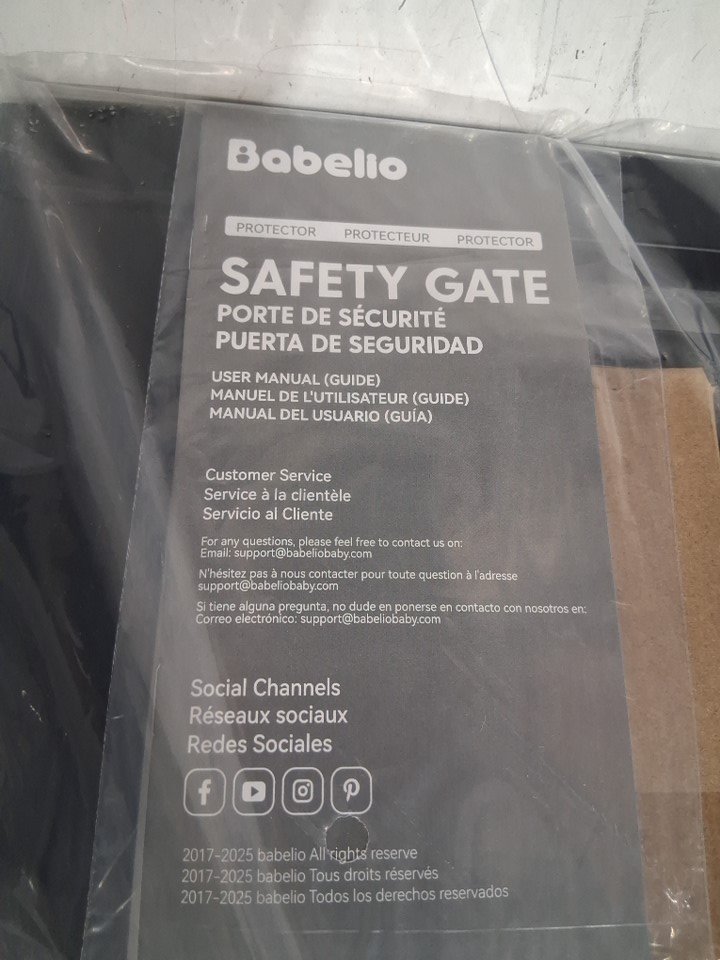 Babelio
PROTECTOR PROTECTEUR PROTECTOR
SAFETY GATE
PORTE DE SÉCURITÉ
PUERTA DE SEGURIDAD
USER MANUAL (GUIDE)
MANUEL DE L'UTILISATEUR (GUIDE)
MANUAL DEL USUARIO (GUÍA)
Customer Service
Service à la clientèle
Servicio al Cliente
For any questions, please feel free to contact us on:
Email: support@babeliobaby.com
N'hésitez pas à nous contacter pour toute question à l'adresse
support@babeliobaby.com
Si tiene alguna pregunta, no dude en ponerse en contacto con nosotros en:
Correo electrónico: support@babeliobaby.com
Social Channels
Réseaux sociaux
Redes Sociales
2017-2025 babelio All rights reserve
2017-2025 babelio Tous droits réservés
2017-2025 babelio Todos los derechos reservados